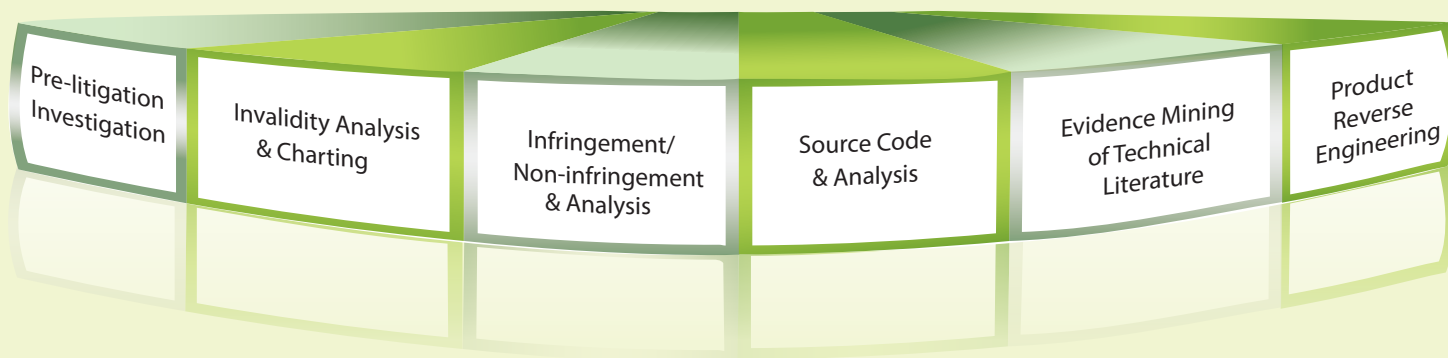 Pre-litigation
Investigation
Invalidity Analysis
& Charting
Infringement/
Non-infringement
& Analysis
Source Code
& Analysis
Evidence Mining
of Technical
Literature
Product
Reverse
Engineering